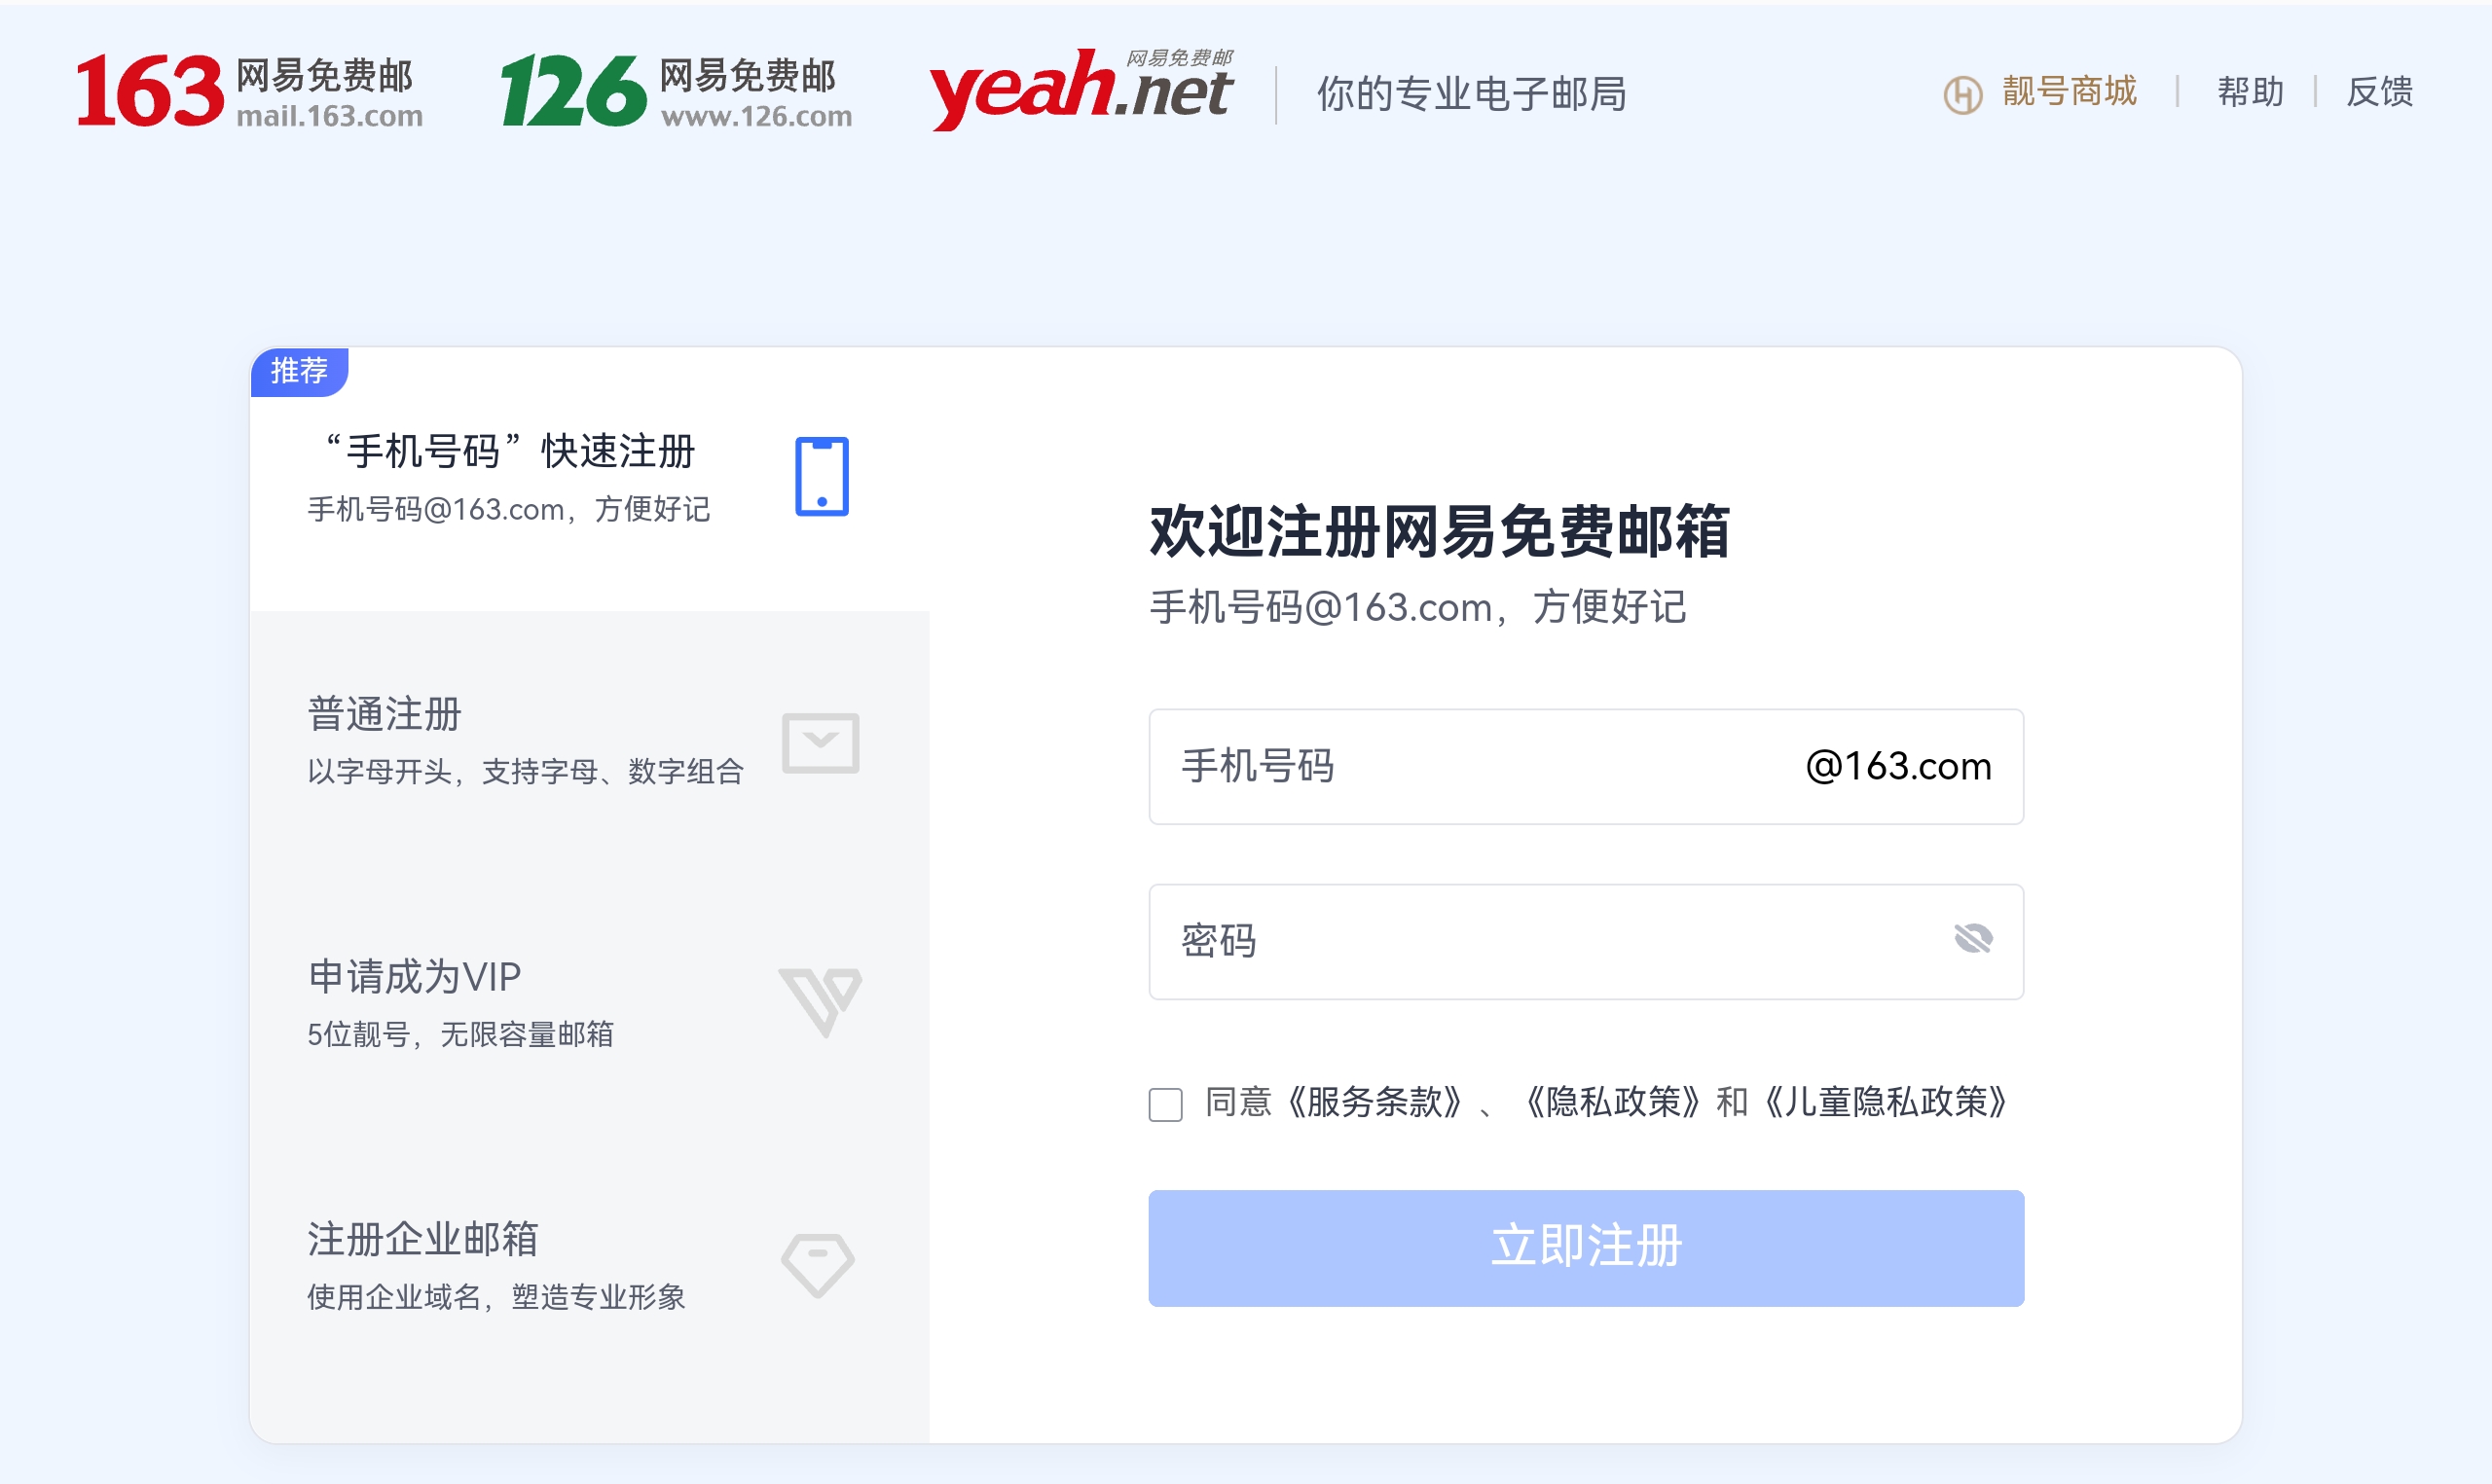 163 网易免费邮 mail.163.com
126 网易免费邮 www.126.com
yeah.net 网易免费邮
你的专业电子邮局
靓号商城 | 帮助 | 反馈
推荐
“手机号码”快速注册
手机号码@163.com，方便好记
普通注册
以字母开头，支持字母、数字组合
申请成为VIP
5位靓号，无限容量邮箱
注册企业邮箱
使用企业域名，塑造专业形象
欢迎注册网易免费邮箱
手机号码@163.com，方便好记
手机号码 @163.com
密码
同意《服务条款》、《隐私政策》和《儿童隐私政策》
立即注册